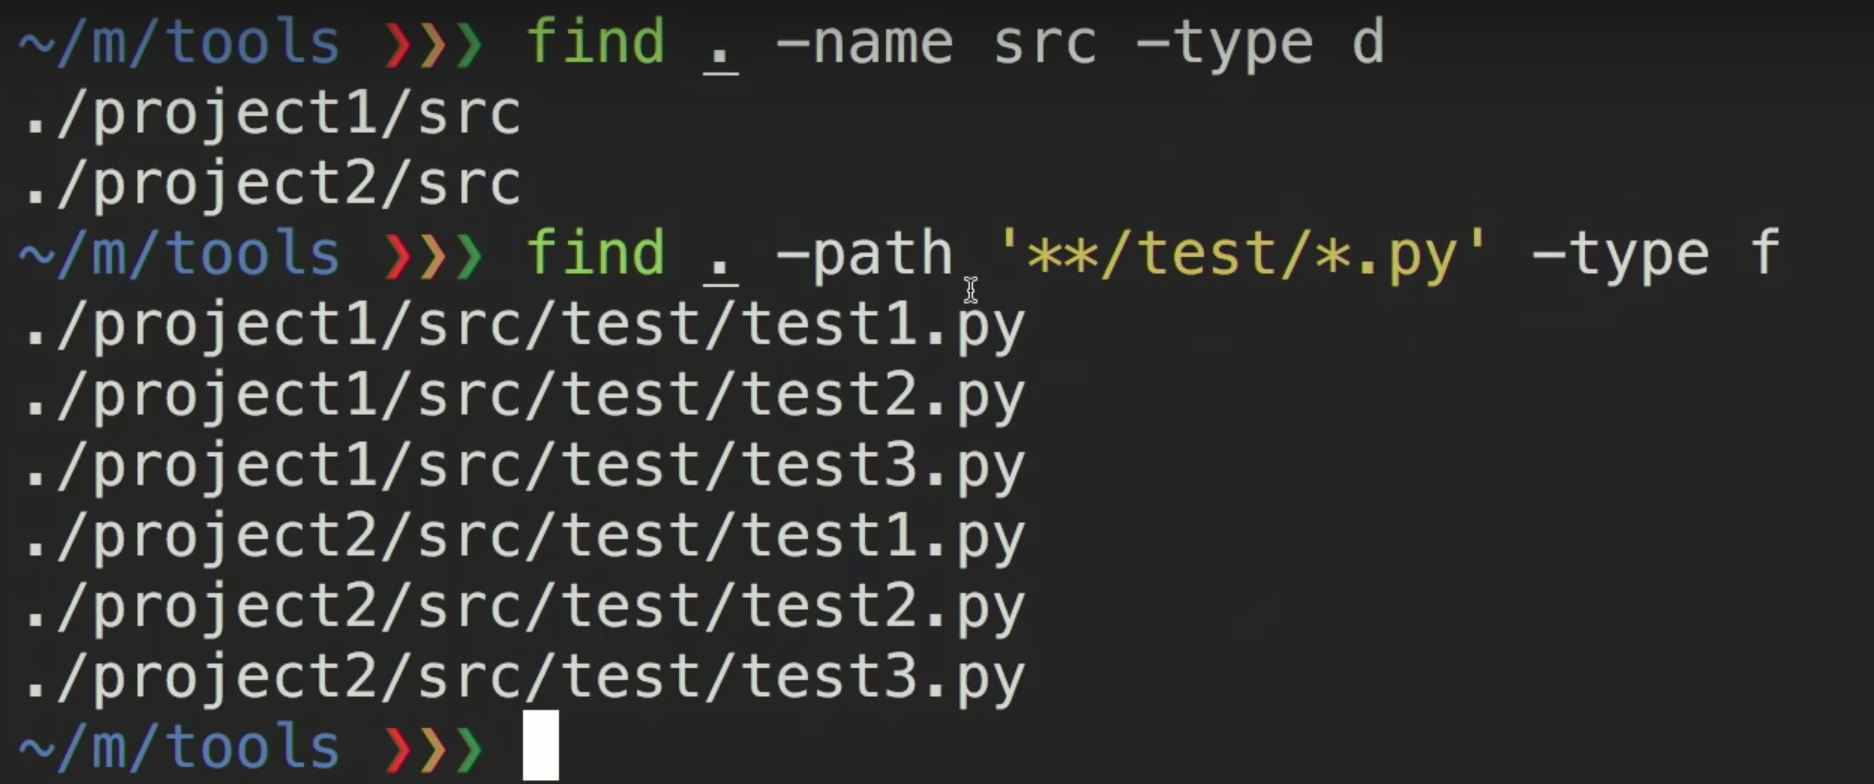 ~/m/tools ❯❯❯ find . -name src -type d
./project1/src
./project2/src
~/m/tools ❯❯❯ find . -path '**/test/*.py' -type f
./project1/src/test/test1.py
./project1/src/test/test2.py
./project1/src/test/test3.py
./project2/src/test/test1.py
./project2/src/test/test2.py
./project2/src/test/test3.py
~/m/tools ❯❯❯